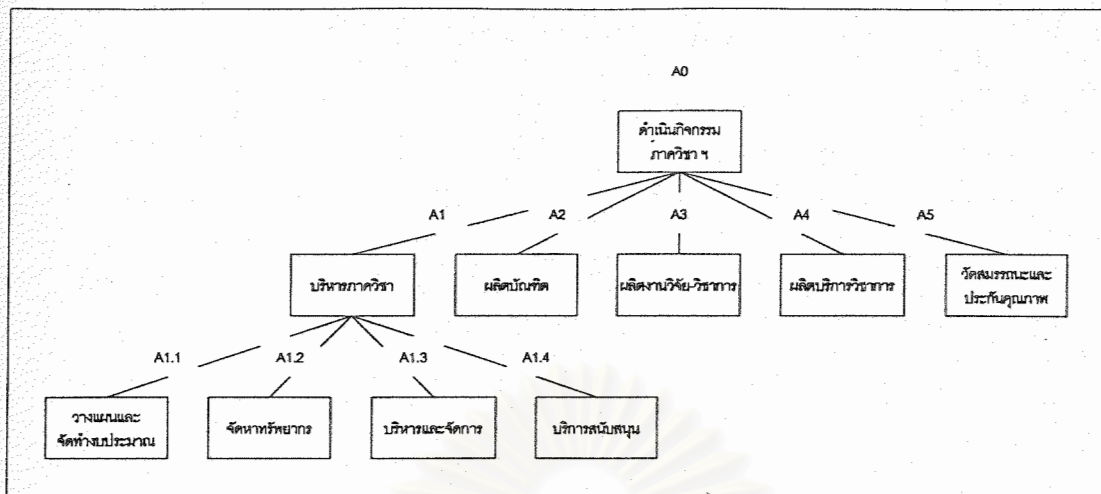 A0
ดำเนินกิจกรรม
ภาควิชา ฯ
A1
A2
A3
A4
A5
บริหารภาควิชา
ผลิตบัณฑิต
ผลิตงานวิจัย-วิชาการ
ผลิตบริการวิชาการ
วัดสมรรถนะและ
ประกันคุณภาพ
A1.1
A1.2
A1.3
A1.4
วางแผนและ
จัดทำงบประมาณ
จัดหาทรัพยากร
บริหารและจัดการ
บริการสนับสนุน